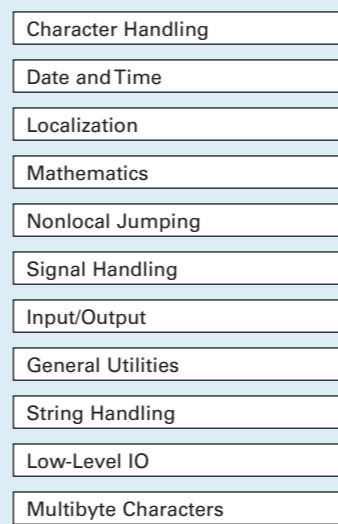 Character Handling
Date and Time
Localization
Mathematics
Nonlocal Jumping
Signal Handling
Input/Output
General Utilities
String Handling
Low-Level IO
Multibyte Characters